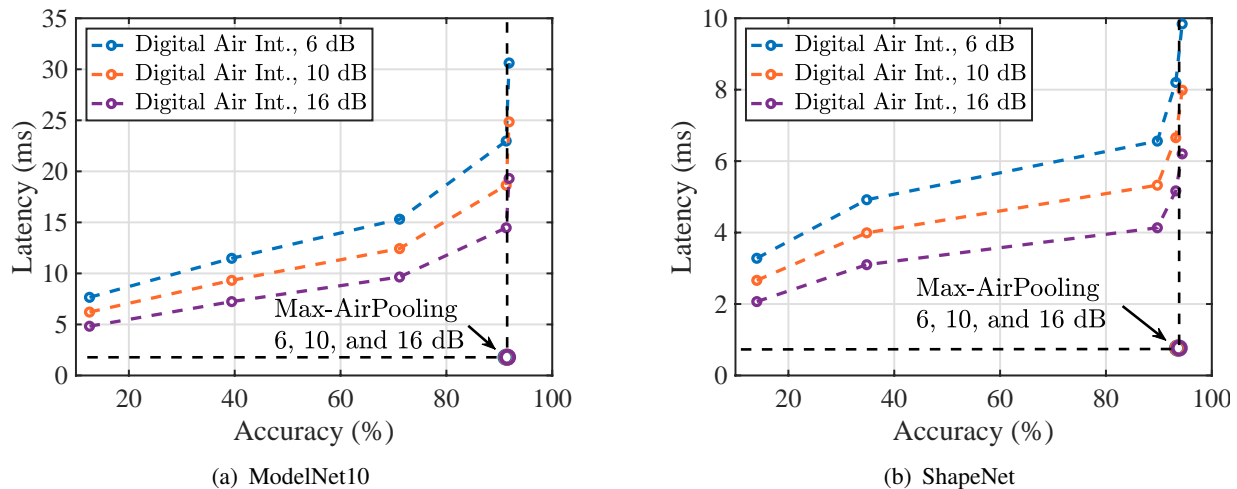 35
30
25
20
15
10
5
0
Latency (ms)
Digital Air Int., 6 dB
Digital Air Int., 10 dB
Digital Air Int., 16 dB
Max-AirPooling
6, 10, and 16 dB
20 40 60 80 100
Accuracy (%)
(a) ModelNet10
10
8
6
4
2
0
Latency (ms)
Digital Air Int., 6 dB
Digital Air Int., 10 dB
Digital Air Int., 16 dB
Max-AirPooling
6, 10, and 16 dB
20 40 60 80 100
Accuracy (%)
(b) ShapeNet